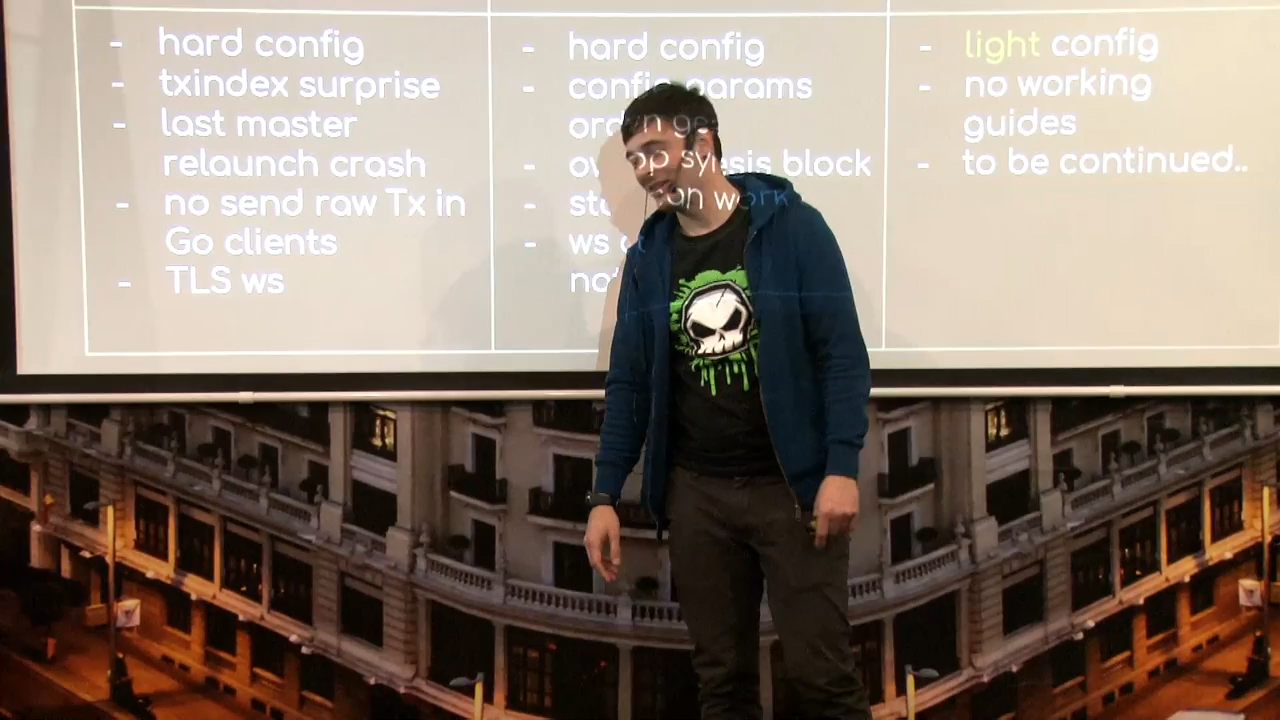 - hard config
- txindex surprise
- last master
relaunch crash
- no send raw Tx in
Go clients
- TLS ws
- hard config
- config params
- block
work
- ws
- light config
- no working
guides
- to be continued..